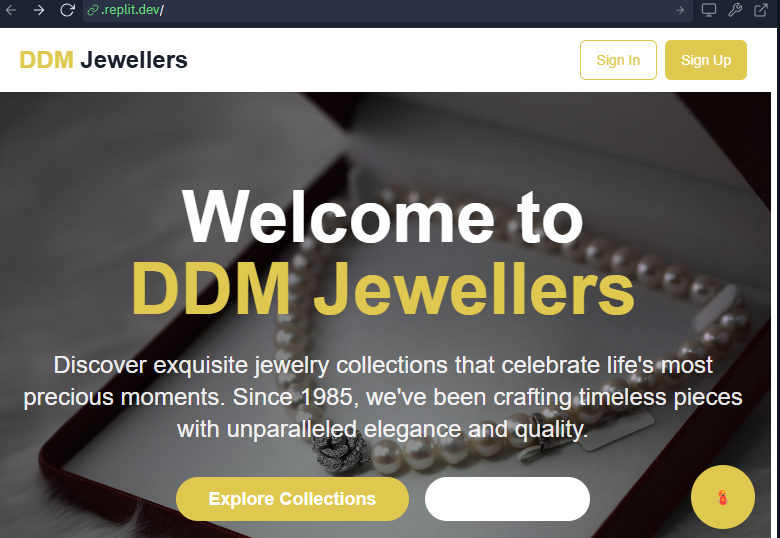 .replit.dev/
DDM Jewellers
Sign In
Sign Up
Welcome to
DDM Jewellers
Discover exquisite jewelry collections that celebrate life's most
precious moments. Since 1985, we've been crafting timeless pieces
with unparalleled elegance and quality.
Explore Collections